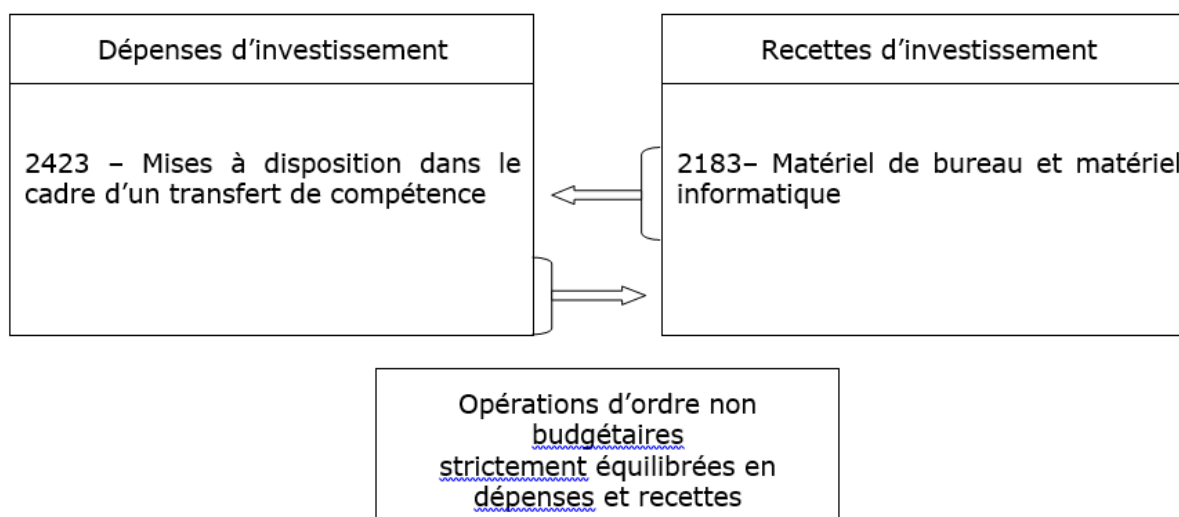 Dépenses d’investissement
2423 – Mises à disposition dans le
cadre d’un transfert de compétence
Recettes d’investissement
2183– Matériel de bureau et matériel
informatique
Opérations d’ordre non
budgétaires
strictement équilibrées en
dépenses et recettes